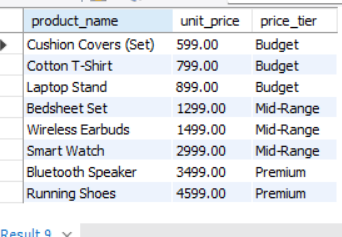 product_name unit_price price_tier
Cushion Covers (Set) 599.00 Budget
Cotton T-Shirt 799.00 Budget
Laptop Stand 899.00 Budget
Bedsheet Set 1299.00 Mid-Range
Wireless Earbuds 1499.00 Mid-Range
Smart Watch 2999.00 Mid-Range
Bluetooth Speaker 3499.00 Premium
Running Shoes 4599.00 Premium
Result 9